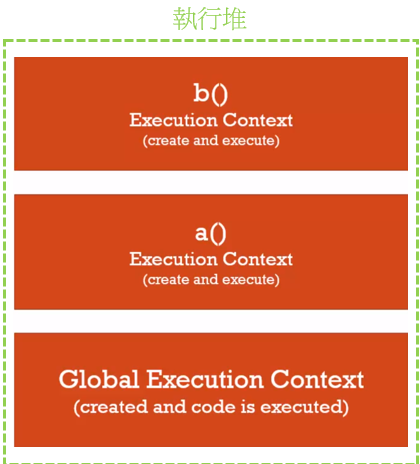 執行堆
b()
Execution Context
(create and execute)
a()
Execution Context
(create and execute)
Global Execution Context
(created and code is executed)